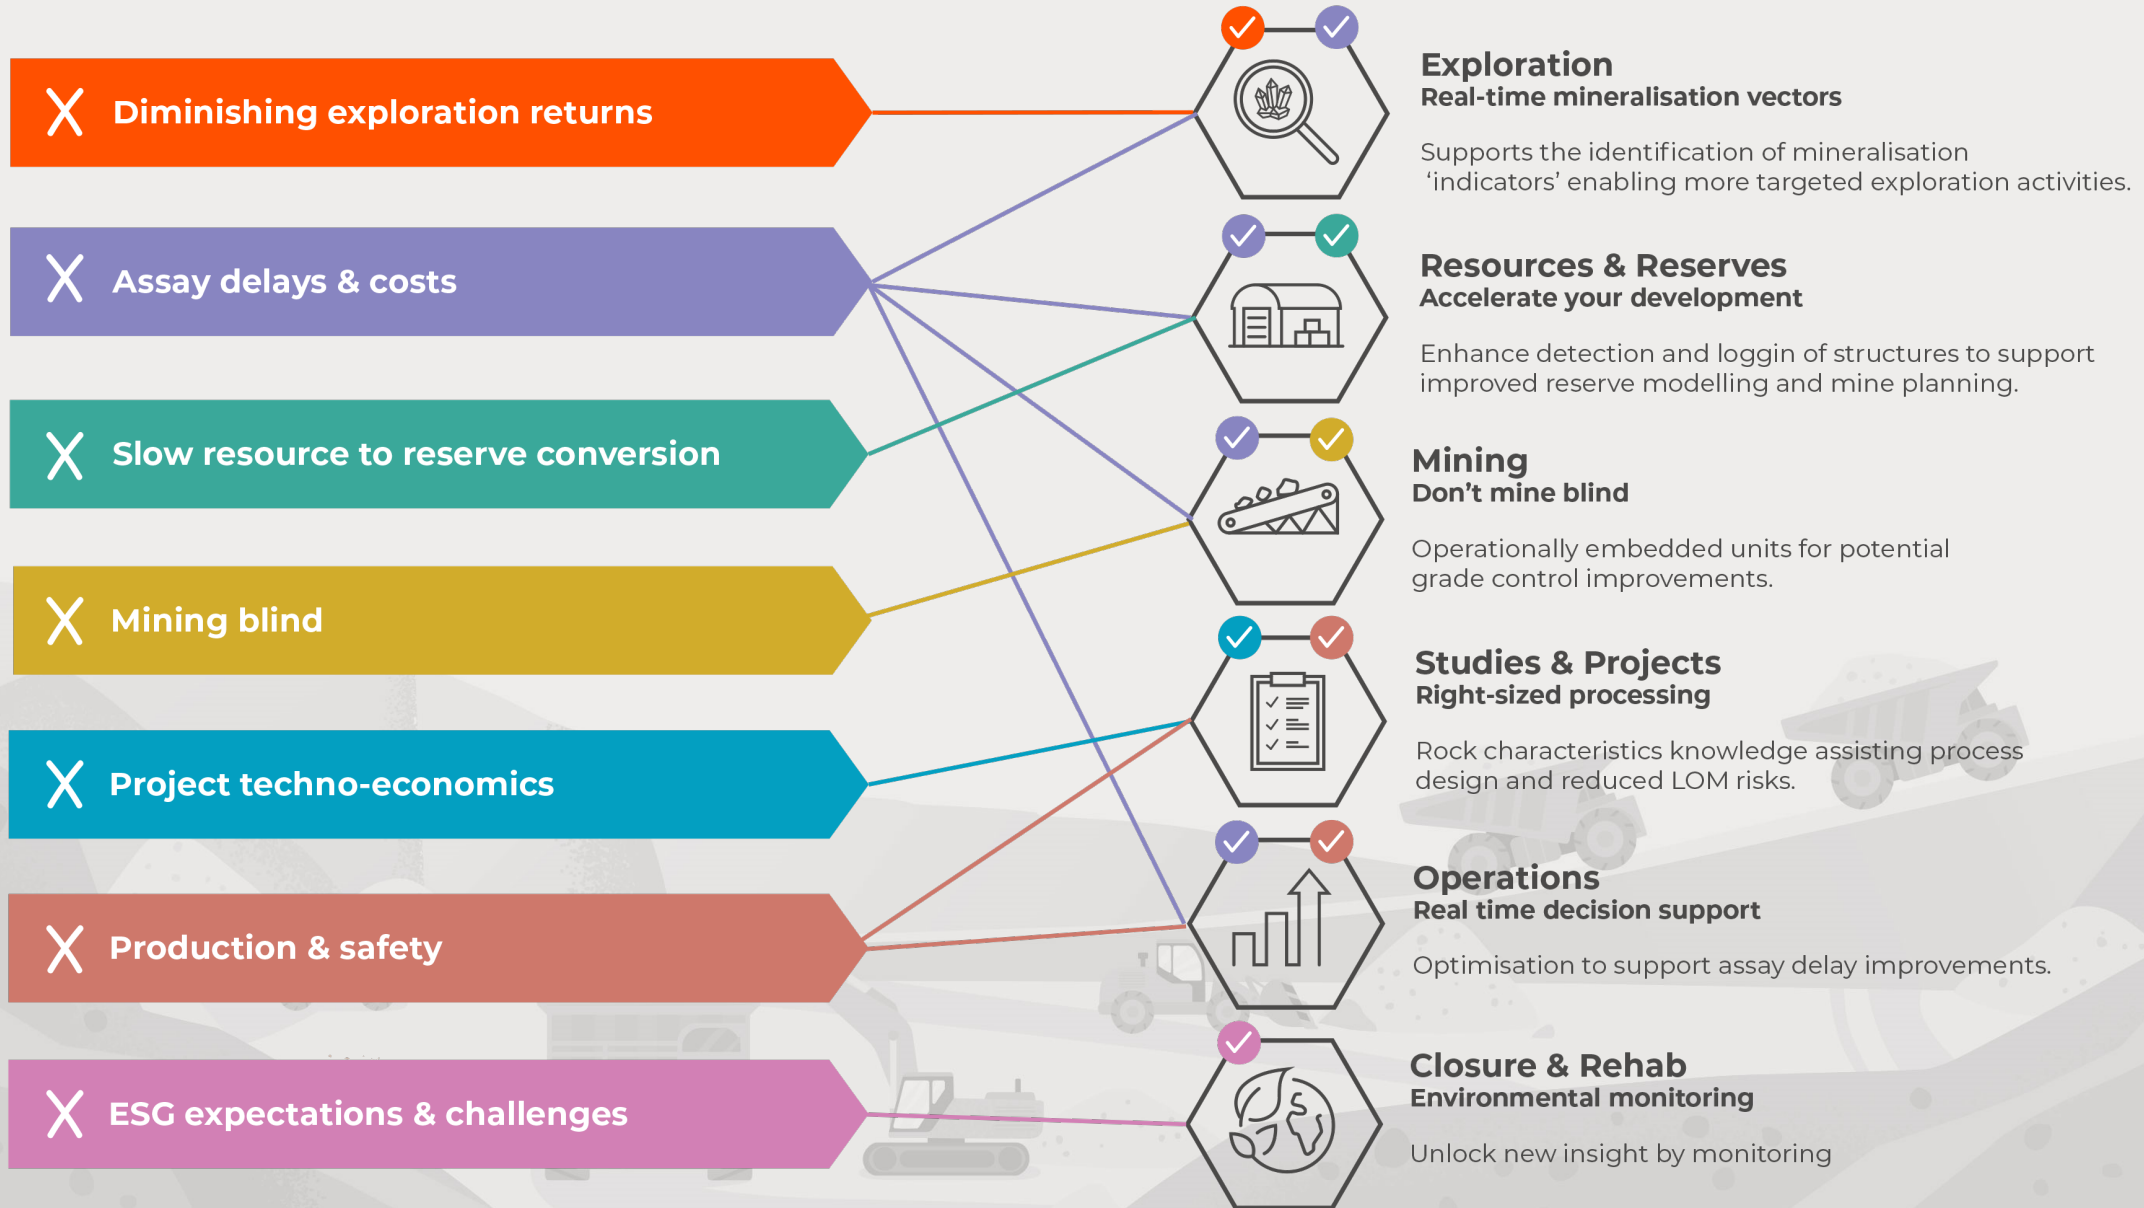 Diminishing exploration returns
Assay delays & costs
Slow resource to reserve conversion
Mining blind
Project techno-economics
Production & safety
ESG expectations & challenges
Exploration
Real-time mineralisation vectors
Supports the identification of mineralisation
‘indicators’ enabling more targeted exploration activities.
Resources & Reserves
Accelerate your development
Enhance detection and loggin of structures to support
improved reserve modelling and mine planning.
Mining
Don’t mine blind
Operationally embedded units for potential
grade control improvements.
Studies & Projects
Right-sized processing
Rock characteristics knowledge assisting process
design and reduced LOM risks.
Operations
Real time decision support
Optimisation to support assay delay improvements.
Closure & Rehab
Environmental monitoring
Unlock new insight by monitoring